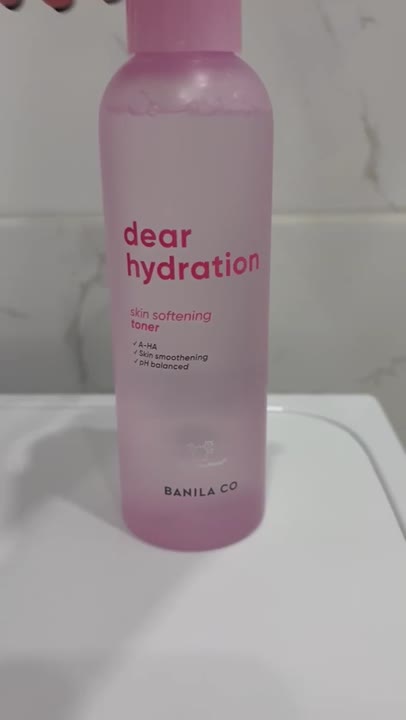 dear
hydration
skin softening
toner
✓ A-HA
✓ Skin smoothening
✓ pH balanced
BANILA CO